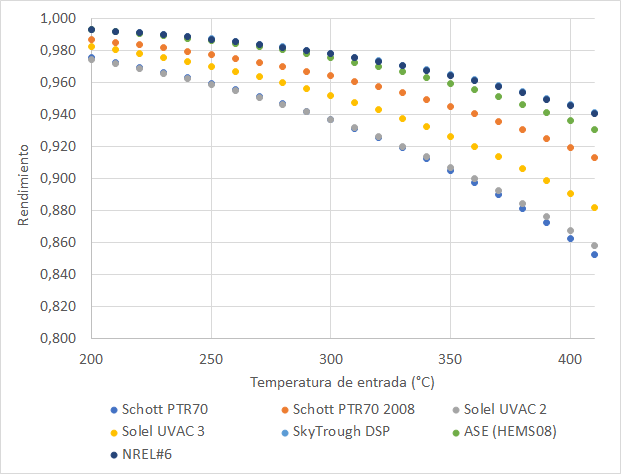 1,000
0,980
0,960
0,940
0,920
0,900
0,880
0,860
0,840
0,820
0,800
Rendimiento
200 250 300 350 400
Temperatura de entrada (°C)
Schott PTR70 Schott PTR70 2008 Solel UVAC 2
Solel UVAC 3 SkyTrough DSP ASE (HEMS08)
NREL#6